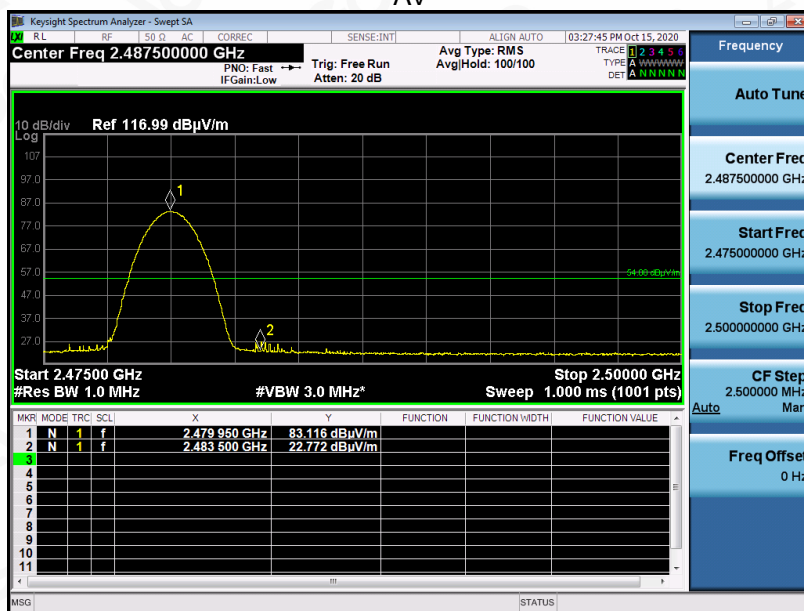 AV
Keysight Spectrum Analyzer - Swept SA
LXI RL RF 50 Ω AC CORREC SENSE:INT ALIGN AUTO 03:27:45 PM Oct 15, 2020
Center Freq 2.487500000 GHz
PNO: Fast
IFGain:Low
Trig: Free Run
Atten: 20 dB
Avg Type: RMS
Avg|Hold: 100/100
TRACE 1 2 3 4 5 6
TYPE A WWWWW
DET A N N N N N
Frequency
Auto Tune
Center Freq
2.487500000 GHz
Start Freq
2.475000000 GHz
Stop Freq
2.500000000 GHz
CF Step
2.500000 MHz
Auto Man
Freq Offset
0 Hz
10 dB/div Ref 116.99 dBµV/m
Log
107
97.0
87.0
77.0
67.0
57.0
47.0
37.0
27.0
1
2
54.00 dBµV/m
Start 2.47500 GHz Stop 2.50000 GHz
#Res BW 1.0 MHz #VBW 3.0 MHz* Sweep 1.000 ms (1001 pts)
MKR MODE TRC SCL X Y FUNCTION FUNCTION WIDTH FUNCTION VALUE
1 N 1 f 2.479 950 GHz 83.116 dBµV/m
2 N 1 f 2.483 500 GHz 22.772 dBµV/m
3
4
5
6
7
8
9
10
11
MSG STATUS